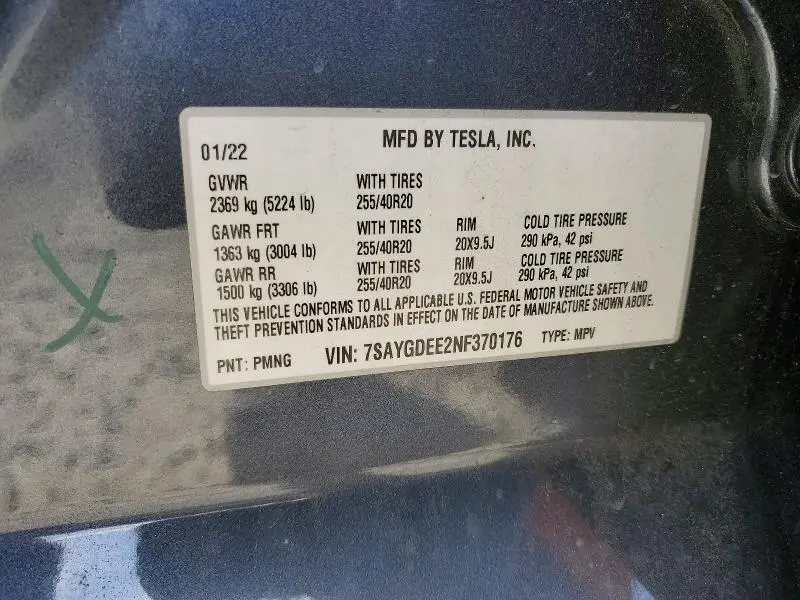 MFD BY TESLA, INC.
01/22
GVWR WITH TIRES
2369 kg (5224 lb) 255/40R20
GAWR FRT WITH TIRES RIM COLD TIRE PRESSURE
1363 kg (3004 lb) 255/40R20 20X9.5J 290 kPa, 42 psi
GAWR RR WITH TIRES RIM COLD TIRE PRESSURE
1500 kg (3306 lb) 255/40R20 20X9.5J 290 kPa, 42 psi
THIS VEHICLE CONFORMS TO ALL APPLICABLE U.S. FEDERAL MOTOR VEHICLE SAFETY AND
THEFT PREVENTION STANDARDS IN EFFECT ON THE DATE OF MANUFACTURE SHOWN ABOVE.
PNT: PMNG VIN: 7SAYGDEE2NF370176 TYPE: MPV